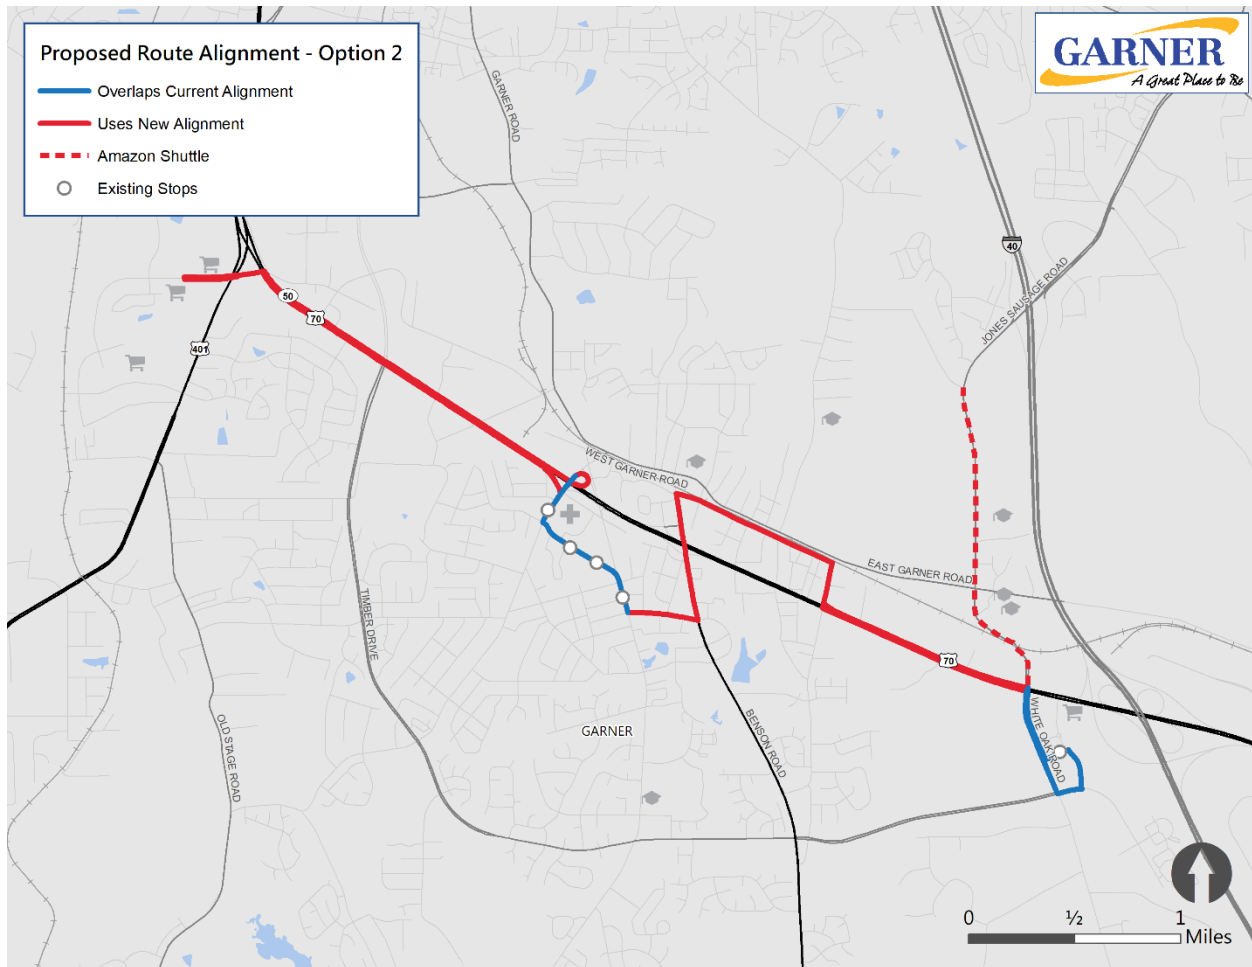 Proposed Route Alignment - Option 2
Overlaps Current Alignment
Uses New Alignment
Amazon Shuttle
Existing Stops
GARNER
A Great Place to Be
GARNER ROAD
40
JONES SAUSAGE ROAD
50
70
401
WEST GARNER ROAD
EAST GARNER ROAD
TIMBER DRIVE
70
WHITE OAK ROAD
BENSON ROAD
GARNER
OLD STAGE ROAD
0 ½ 1
Miles